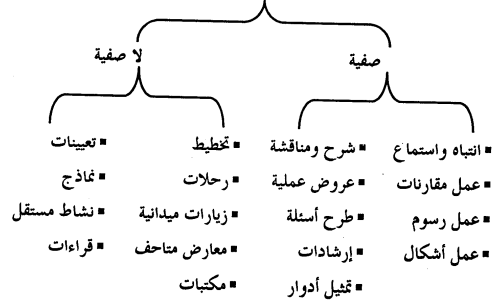 صفية
لا صفية
▪ انتباه واستماع
▪ عمل مقارنات
▪ عمل رسوم
▪ عمل أشكال
▪ شرح ومناقشة
▪ عروض عملية
▪ طرح أسئلة
▪ إرشادات
▪ تمثيل أدوار
▪ تخطيط
▪ رحلات
▪ زيارات ميدانية
▪ معارض متاحف
▪ مكتبات
▪ تعيينات
▪ نماذج
▪ نشاط مستقل
▪ قراءات